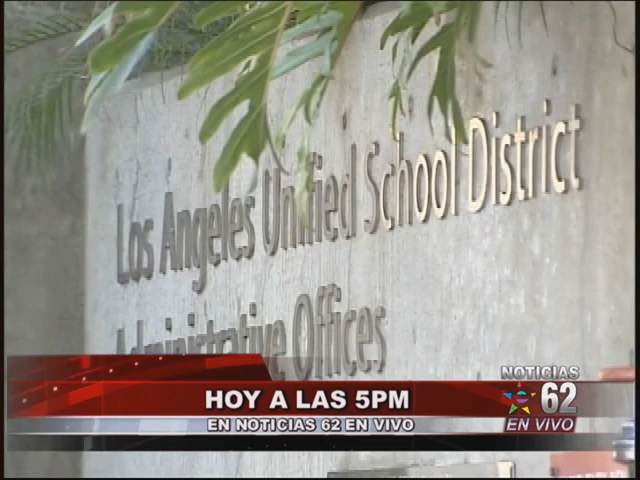 Los Angeles Unified School District
Administrative Offices
HOY A LAS 5PM
EN NOTICIAS 62 EN VIVO
NOTICIAS
62
EN VIVO